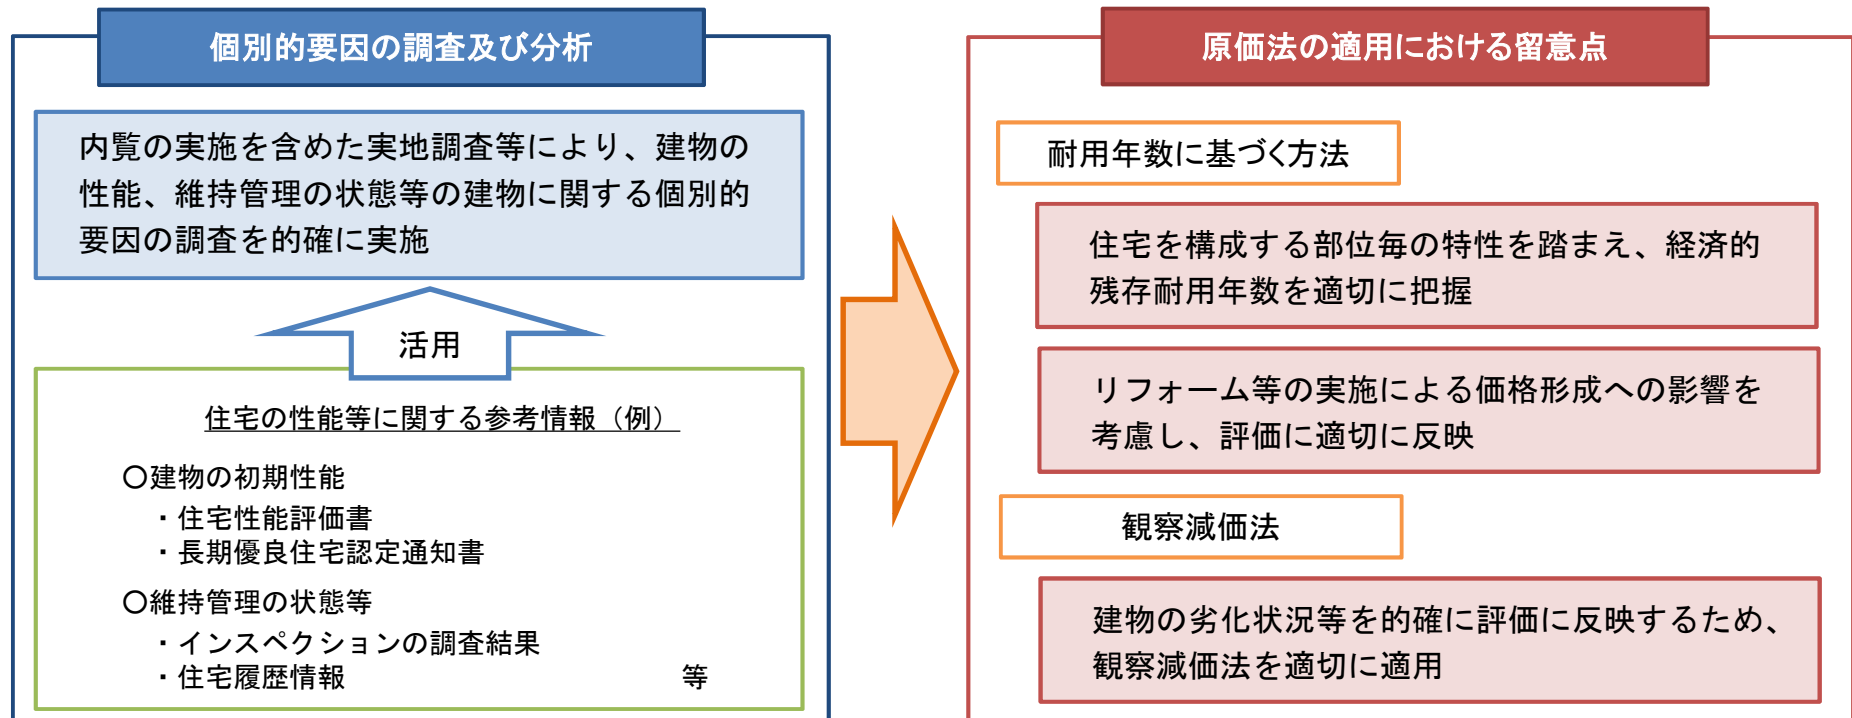 個別的要因の調査及び分析
内覧の実施を含めた実地調査等により、建物の
性能、維持管理の状態等の建物に関する個別的
要因の調査を的確に実施
活用
住宅の性能等に関する参考情報（例）
〇建物の初期性能
・住宅性能評価書
・長期優良住宅認定通知書
〇維持管理の状態等
・インスペクションの調査結果
・住宅履歴情報 等
原価法の適用における留意点
耐用年数に基づく方法
住宅を構成する部位毎の特性を踏まえ、経済的
残存耐用年数を適切に把握
リフォーム等の実施による価格形成への影響を
考慮し、評価に適切に反映
観察減価法
建物の劣化状況等を的確に評価に反映するため、
観察減価法を適切に適用